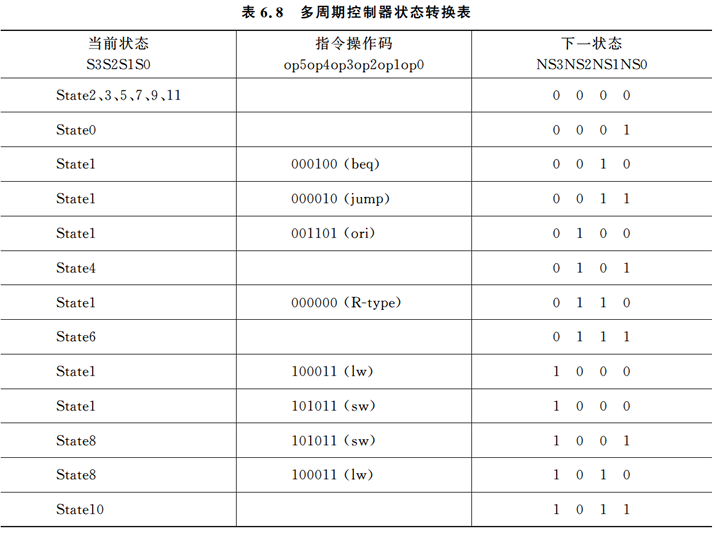 表 6.8 多周期控制器状态转换表
当前状态 指令操作码 下一状态
S3S2S1S0 op5op4op3op2op1op0 NS3NS2NS1NS0
State2、3、5、7、9、11 0 0 0 0
State0 0 0 0 1
State1 000100(beq) 0 0 1 0
State1 000010(jump) 0 0 1 1
State1 001101(ori) 0 1 0 0
State4 0 1 0 1
State1 000000(R-type) 0 1 1 0
State6 0 1 1 1
State1 100011(lw) 1 0 0 0
State1 101011(sw) 1 0 0 0
State8 101011(sw) 1 0 0 1
State8 100011(lw) 1 0 1 0
State10 1 0 1 1